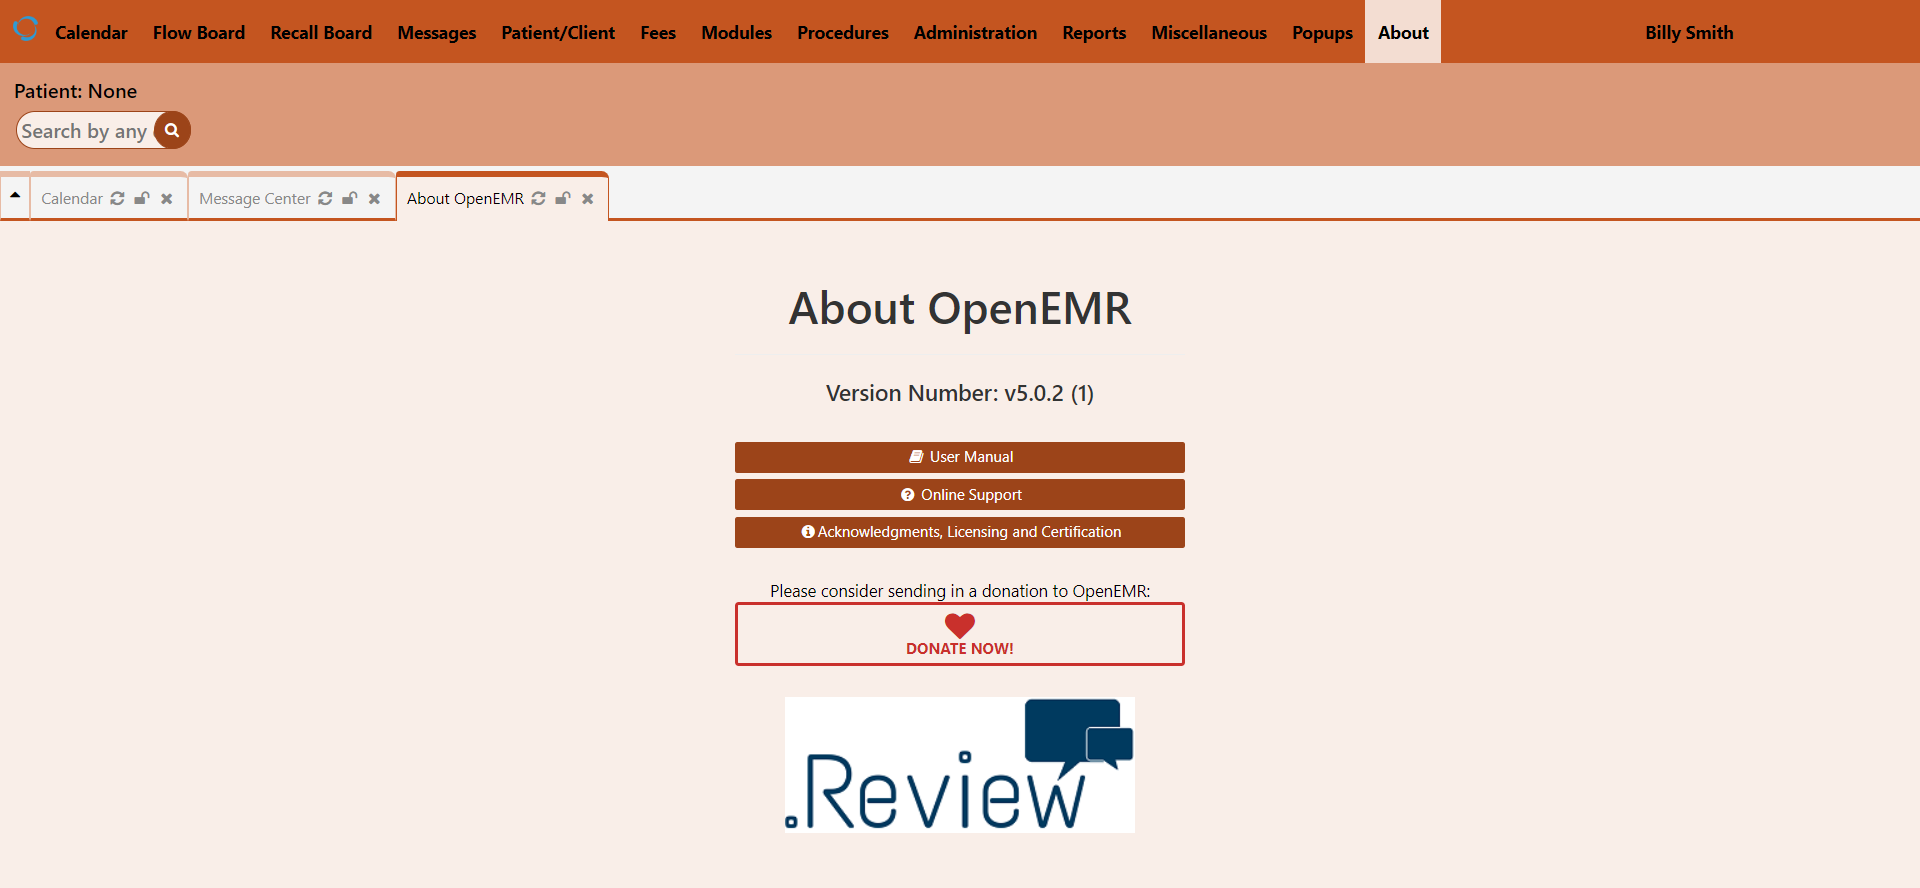 Calendar Flow Board Recall Board Messages Patient/Client Fees Modules Procedures Administration Reports Miscellaneous Popups About Billy Smith
Patient: None
Search by any
Calendar Message Center About OpenEMR
About OpenEMR
Version Number: v5.0.2 (1)
User Manual
Online Support
Acknowledgments, Licensing and Certification
Please consider sending in a donation to OpenEMR:
DONATE NOW!
.Review